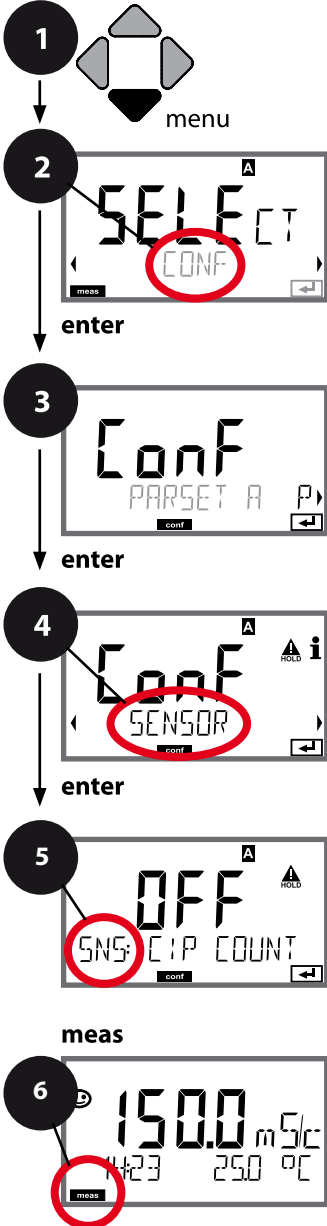 1
menu
2
A
SELECT
CONF
meas
enter
3
ConF
PARSET A P
conf
enter
4
A
ConF
HOLD i
SENSOR
conf
enter
5
A
OFF
HOLD
SNS: CIP COUNT
conf
meas
6
150.0 mS/c
14:23 25.0 °C
meas